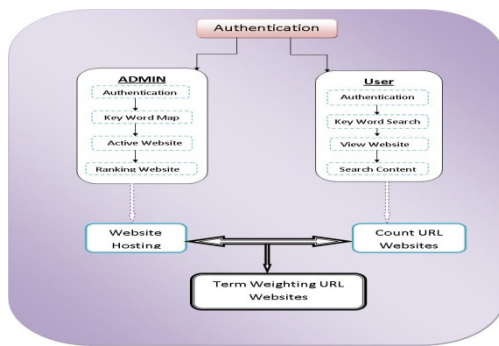 Authentication
ADMIN
Authentication
Key Word Map
Active Website
Ranking Website
User
Authentication
Key Word Search
View Website
Search Content
Website
Hosting
Count URL
Websites
Term Weighting URL
Websites